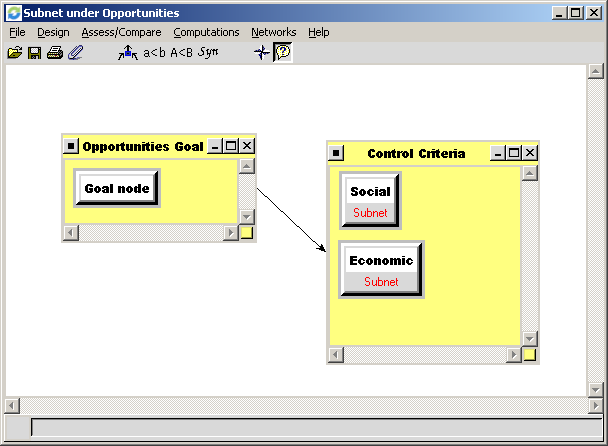 Subnet under Opportunities
File Design Assess/Compare Computations Networks Help
a<b A<B Sym
Opportunities Goal
Goal node
Control Criteria
Social
Subnet
Economic
Subnet